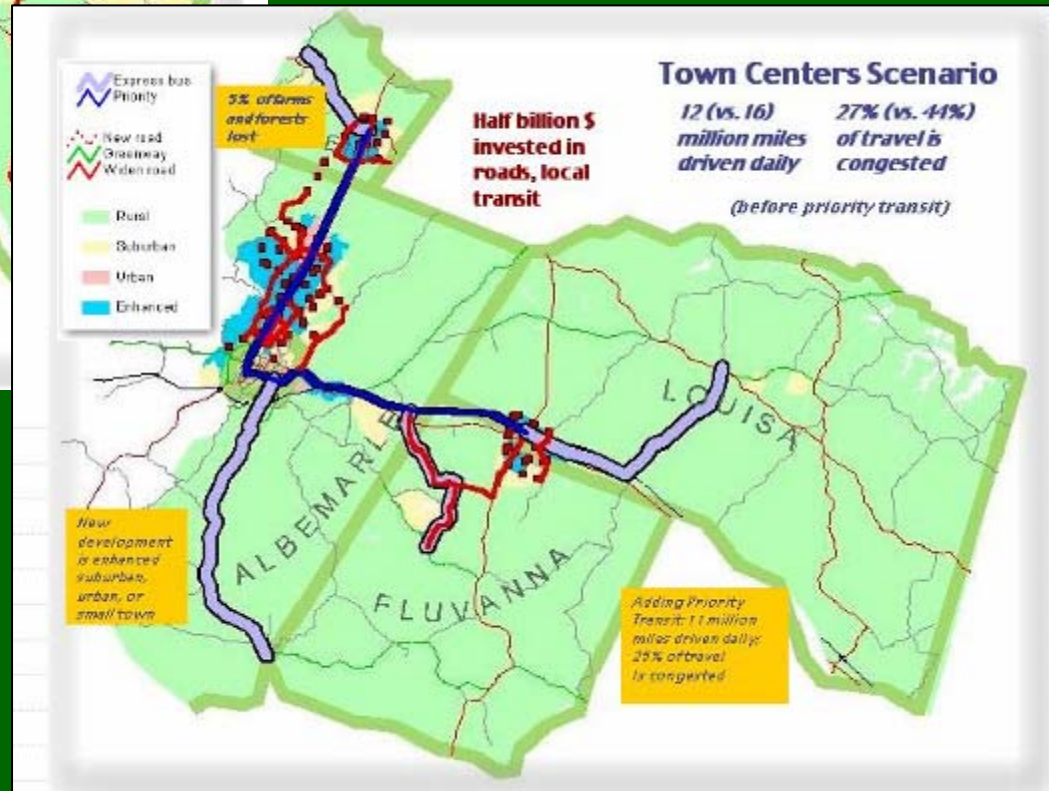 Town Centers Scenario
12 (vs. 16)
million miles
driven daily
27% (vs. 44%)
of travel is
congested
(before priority transit)
Half billion $
invested in
roads, local
transit
Express bus
Priority
New road
Greenway
Widen road
Rural
Suburban
Urban
Enhanced
5% of farms
and forests
lost
LOUISA
ALBEMARLE
FLUVANNA
New
development
is enhanced
suburban,
urban, or
small town
Adding Priority
Transit: 11 million
miles driven daily;
25% of travel
is congested